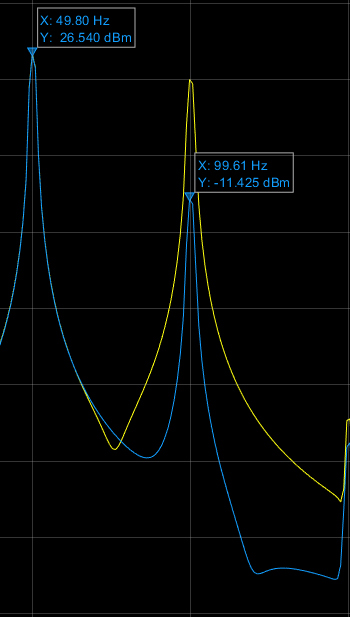 X: 49.80 Hz
Y: 26.540 dBm
X: 99.61 Hz
Y: -11.425 dBm